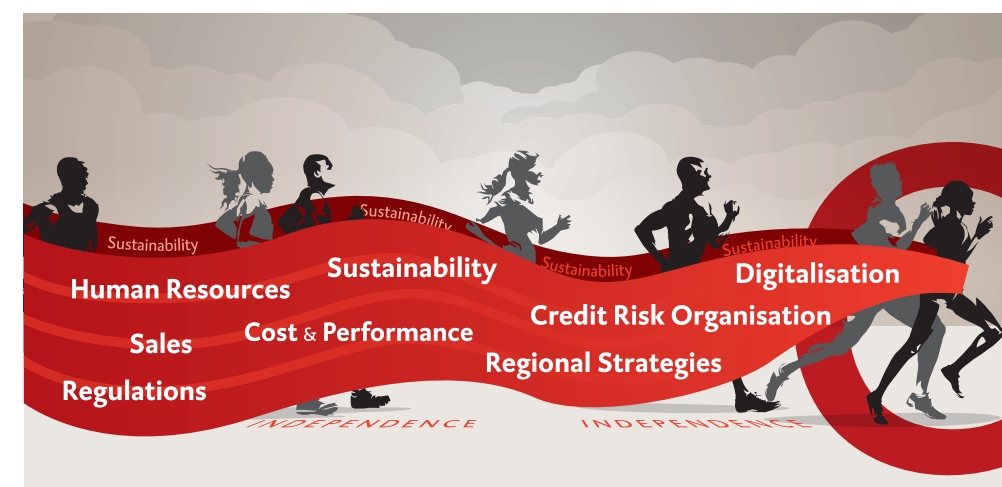 Sustainability
Sustainability
Sustainability
Sustainability
Human Resources
Sustainability
Digitalisation
Sales
Cost & Performance
Credit Risk Organisation
Regulations
Regional Strategies
INDEPENDENCE
INDEPENDENCE